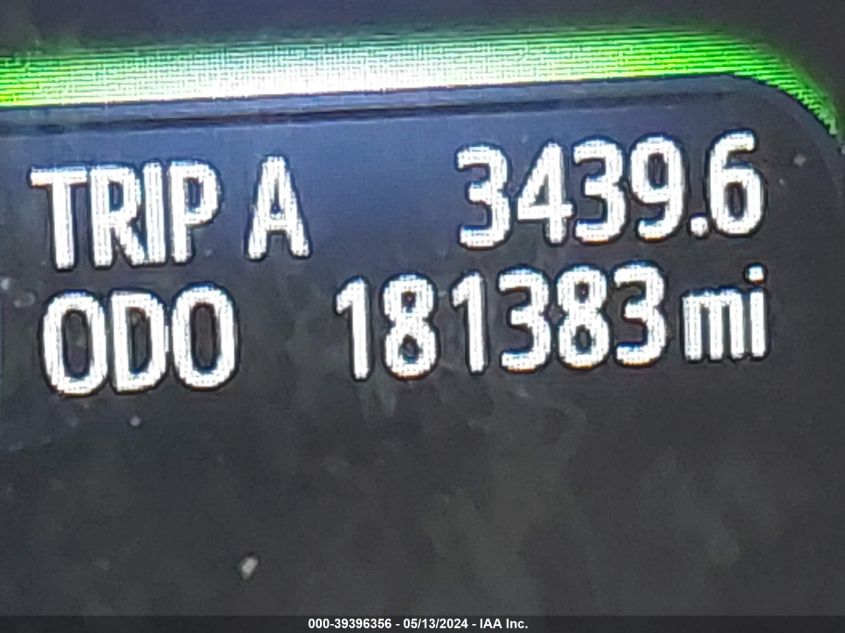 TRIP A 3439.6
ODO 181383 mi
000-39396356 - 05/13/2024 - IAA Inc.